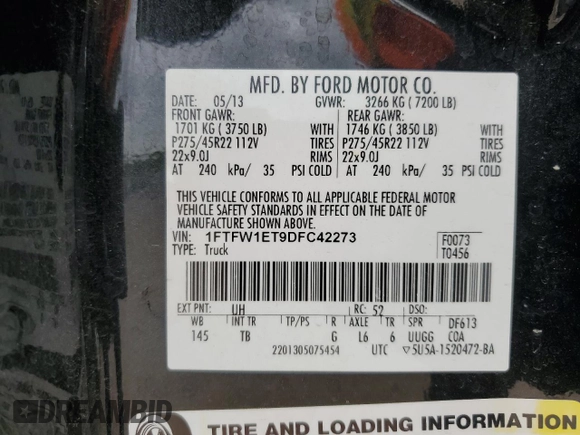 MFD. BY FORD MOTOR CO.
DATE: 05/13 GVWR: 3266 KG ( 7200 LB)
FRONT GAWR: REAR GAWR:
1701 KG ( 3750 LB) WITH 1746 KG ( 3850 LB) WITH
P275/45R22 112V TIRES P275/45R22 112V TIRES
22x9.0J RIMS 22x9.0J RIMS
AT 240 kPa/ 35 PSI COLD AT 240 kPa/ 35 PSI COLD
THIS VEHICLE CONFORMS TO ALL APPLICABLE FEDERAL MOTOR
VEHICLE SAFETY STANDARDS IN EFFECT ON THE DATE OF
MANUFACTURE SHOWN ABOVE.
VIN: 1FTFW1ET9DFC42273 F0073
TYPE: Truck T0456
EXT PNT: UH RC: 52 DSO:
WB INT TR TP/PS R AXLE TR SPR DF613
145 TB G L6 6 UUGG COA
2201305075454 UTC 5U5A-1520472-BA
TIRE AND LOADING INFORMATION
DREAMBID